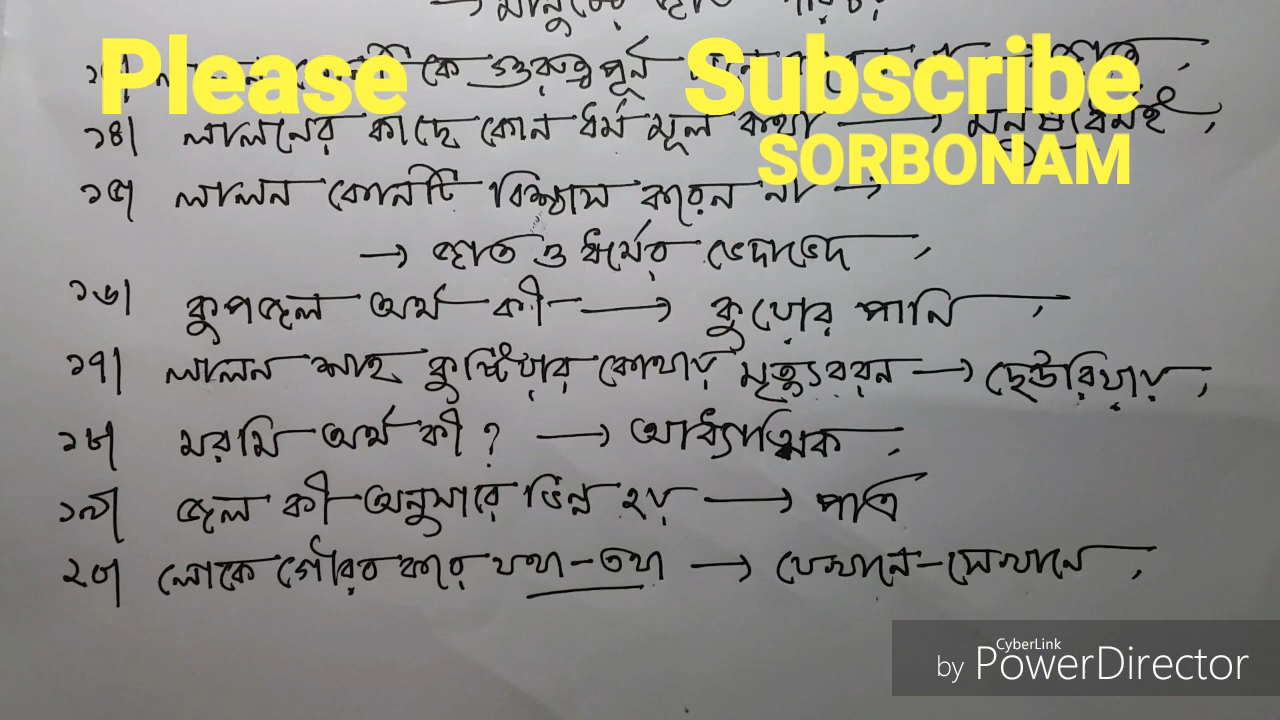 → মানুষের
Please Subscribe
কে গুরুত্বপূর্ন
১৪| লালনের কাছে কোন ধর্ম মূল কথা → মনুষ্যধর্মই,
SORBONAM
১৫| লালন কোনটি বিশ্বাস করেন না →
→ জাত ও ধর্মের ভেদাভেদ,
১৬| কুপজল অর্থ কী → কুয়োর পানি,
১৭| লালন শাহ কুষ্টিয়ার কোথায় মৃত্যুবরন → ছেউরিয়ায়,
১৮| মরমি অর্থ কী? → আধ্যাত্মিক,
১৯| জল কী অনুসারে ভিন্ন হয় → পাত্র
২০| লোকে গৌরব করে যথা-তথা → যেখানে-সেখানে,
CyberLink
by PowerDirector